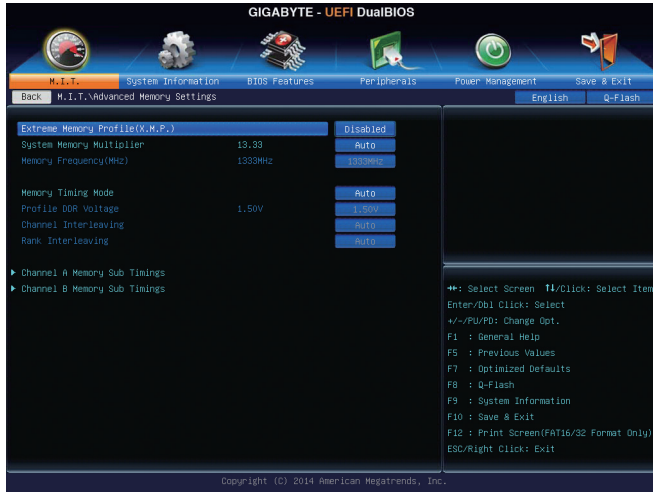 GIGABYTE - UEFI DualBIOS
M.I.T. System Information BIOS Features Peripherals Power Management Save & Exit
Back M.I.T.\Advanced Memory Settings English Q-Flash
Extreme Memory Profile(X.M.P.) Disabled
System Memory Multiplier 13.33 Auto
Memory Frequency(MHz) 1333MHz 1333MHz
Memory Timing Mode Auto
Profile DDR Voltage 1.50V 1.50V
Channel Interleaving Auto
Rank Interleaving Auto
Channel A Memory Sub Timings
Channel B Memory Sub Timings
→←: Select Screen ↑↓/Click: Select Item
Enter/Dbl Click: Select
+/-/PU/PD: Change Opt.
F1 : General Help
F5 : Previous Values
F7 : Optimized Defaults
F8 : Q-Flash
F9 : System Information
F10 : Save & Exit
F12 : Print Screen(FAT16/32 Format Only)
ESC/Right Click: Exit
Copyright (C) 2014 American Megatrends, Inc.